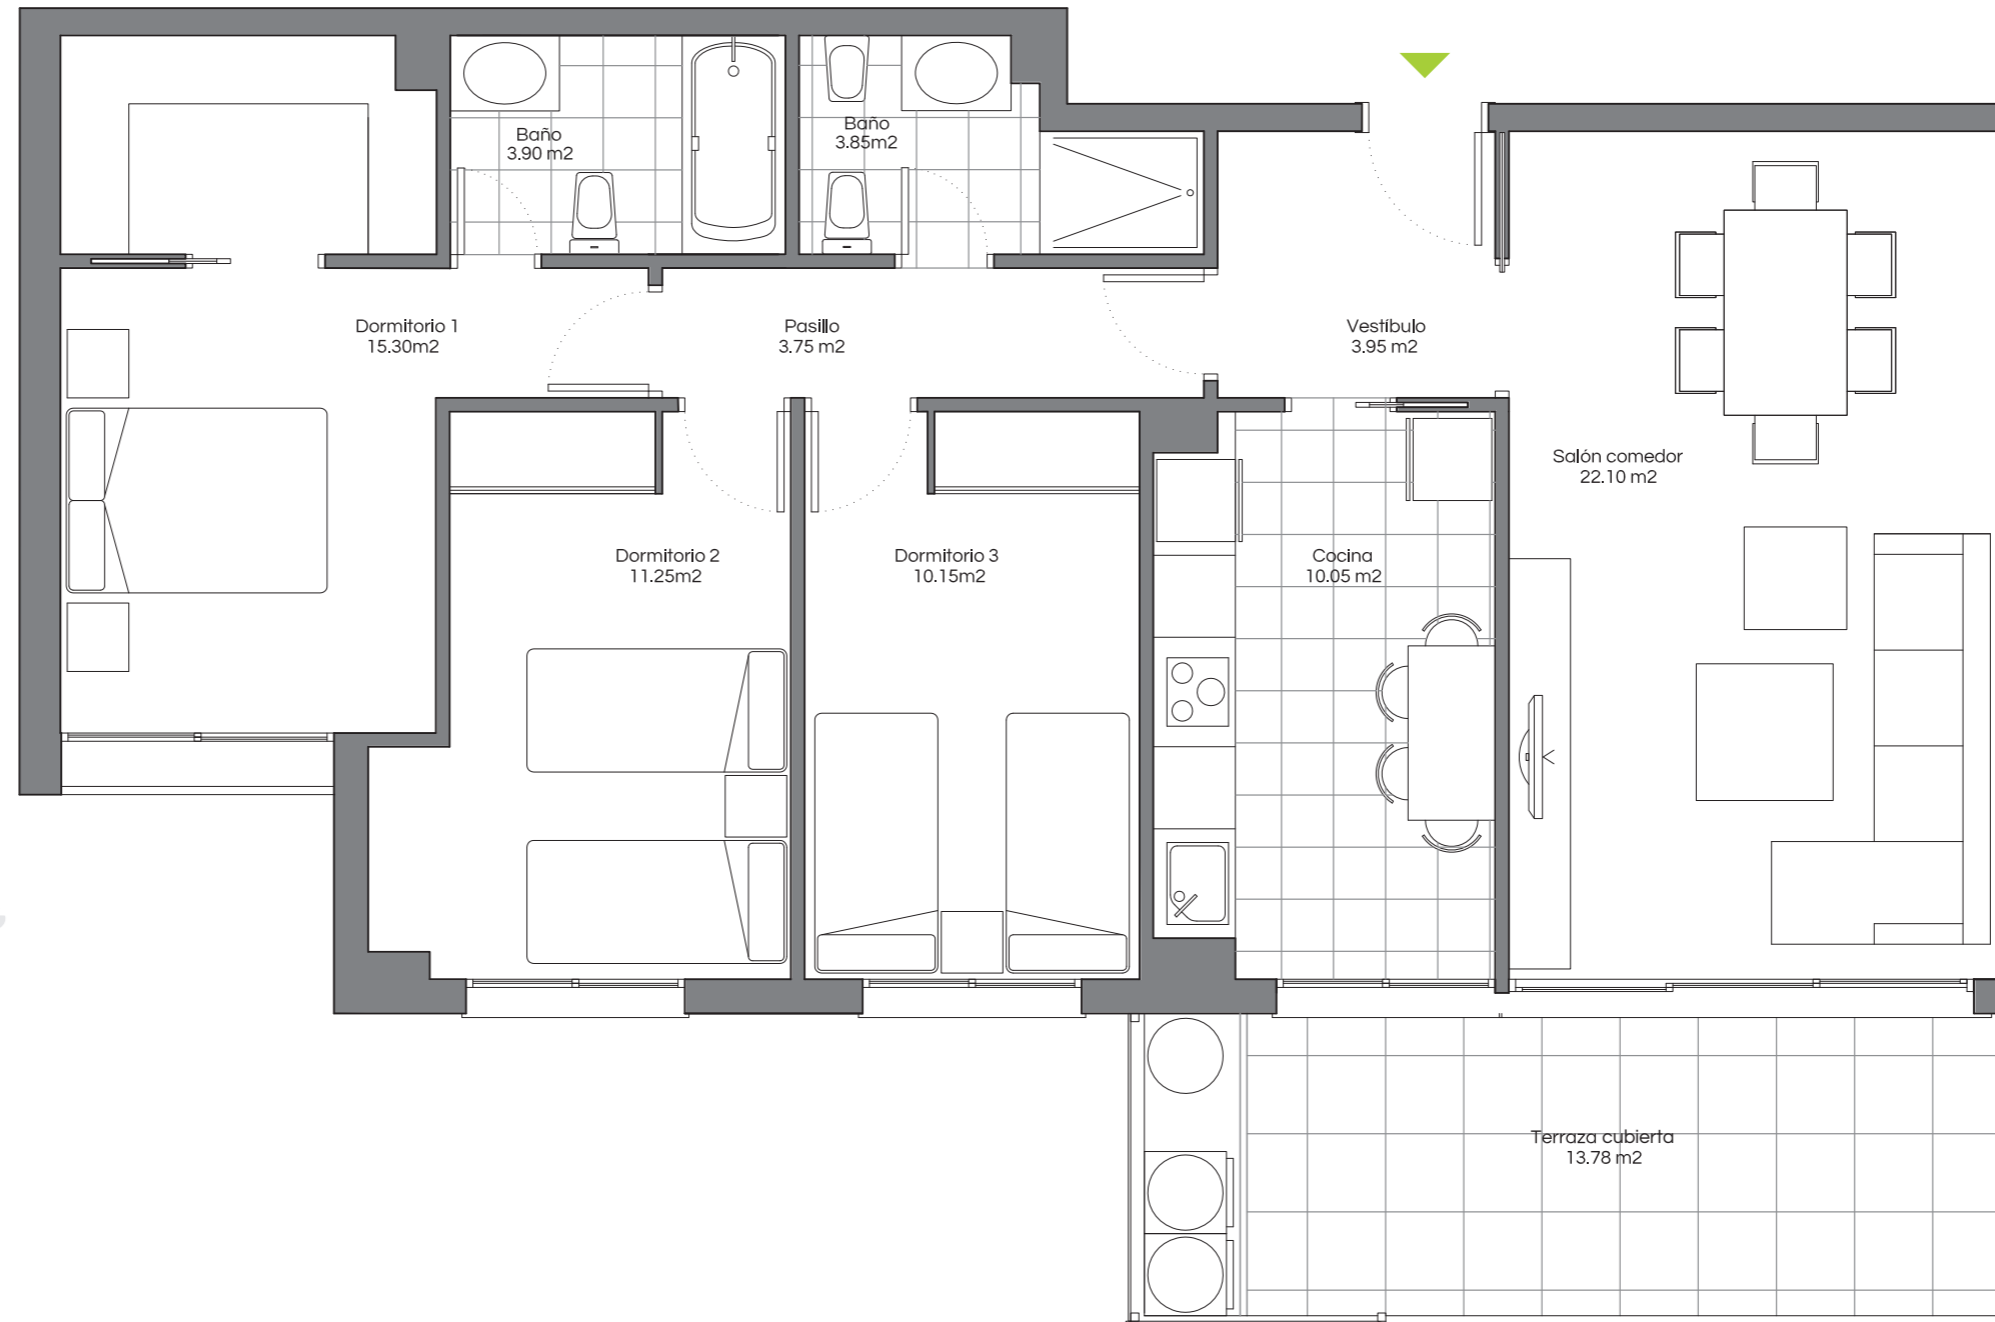 Baño
3.90 m2
Baño
3.85m2
Dormitorio 1
15.30m2
Pasillo
3.75 m2
Vestíbulo
3.95 m2
Salón comedor
22.10 m2
Dormitorio 2
11.25m2
Dormitorio 3
10.15m2
Cocina
10.05 m2
Terraza cubierta
13.78 m2